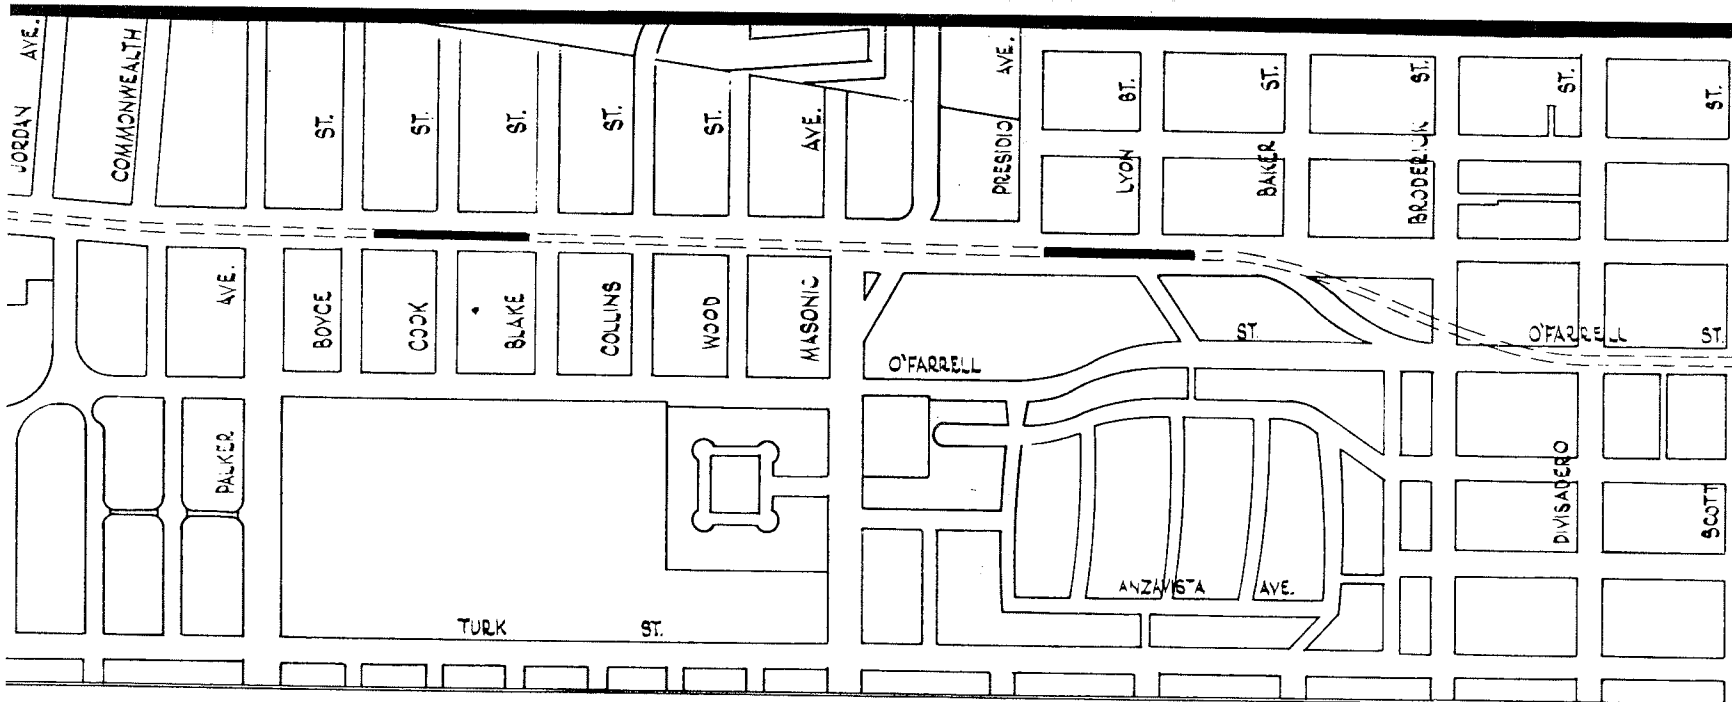 JORDAN AVE.
COMMONWEALTH
ST.
ST.
ST.
ST.
ST.
AVE.
PRESIDIO AVE.
LYON ST.
BAKER ST.
BRODERICK ST.
ST.
ST.
AVE.
BOYCE
COOK
BLAKE
COLLINS
WOOD
MASONIC
O'FARRELL
ST.
O'FARRELL ST.
PALKER
DIVISADERO
SCOTT
ANZAVISTA AVE.
TURK ST.